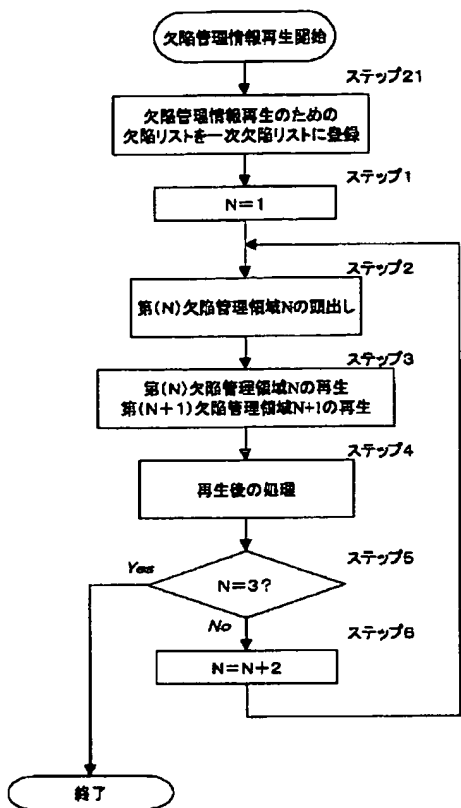 欠陥管理情報再生開始
ステップ21
欠陥管理情報再生のための
欠陥リストを一次欠陥リストに登録
ステップ1
N=1
ステップ2
第(N)欠陥管理領域Nの頭出し
ステップ3
第(N)欠陥管理領域Nの再生
第(N+1)欠陥管理領域N+1の再生
ステップ4
再生後の処理
ステップ5
Yes
N=3?
No
ステップ6
N=N+2
終了